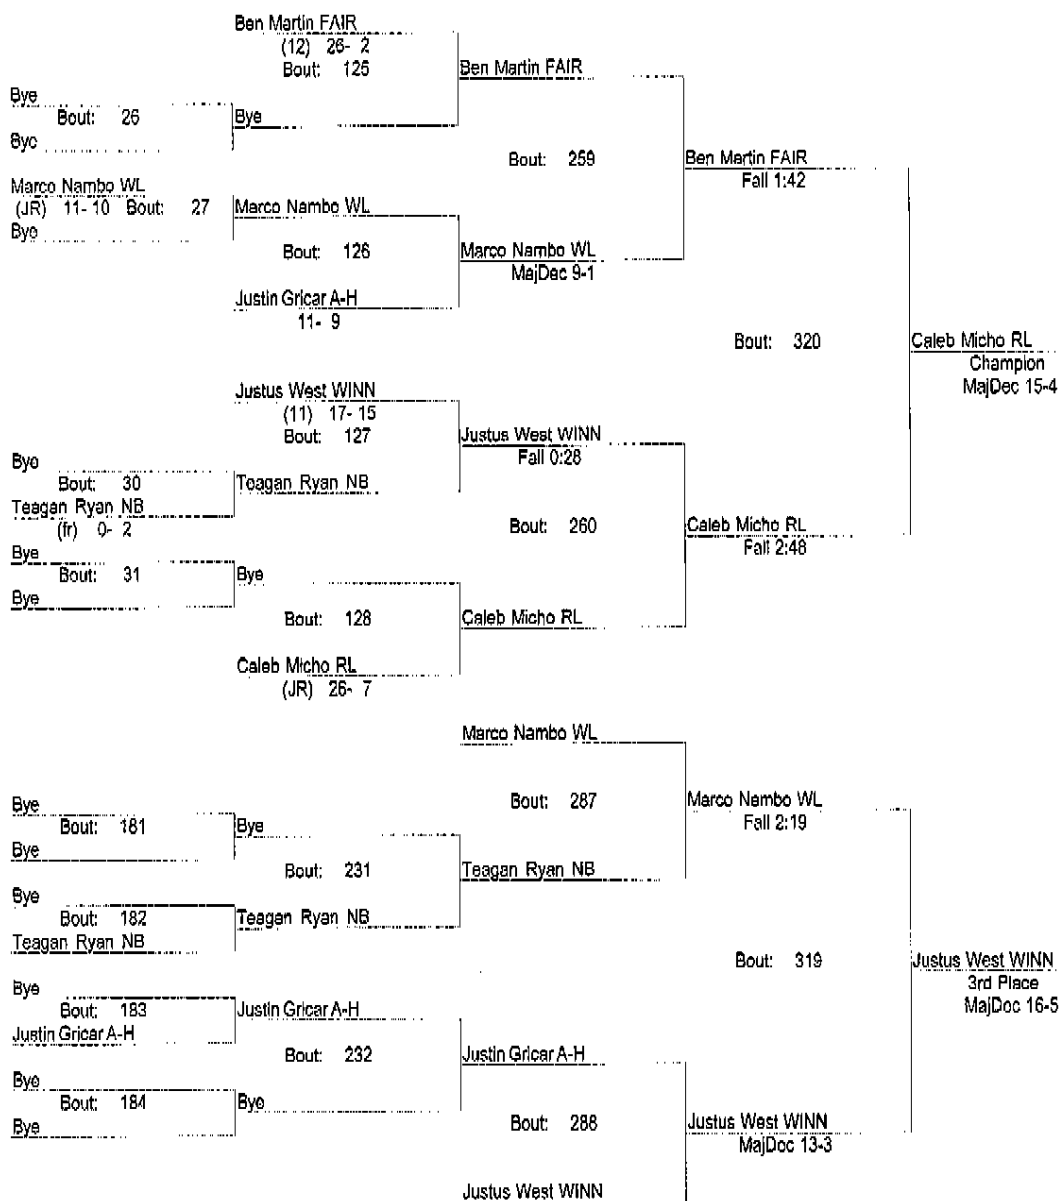 Ben Martin FAIR
(12) 26- 2
Bout: 125
Ben Martin FAIR
Bye
Bout: 26
Bye
Byc
Bout: 259
Ben Martin FAIR
Fall 1:42
Marco Nambo WL
(JR) 11- 10 Bout: 27
Marco Nambo WL
Bye
Bout: 126
Marco Nambo WL
MajDec 9-1
Justin Gricar A-H
11- 9
Bout: 320
Caleb Micho RL
Champion
MajDec 15-4
Justus West WINN
(11) 17- 15
Bout: 127
Justus West WINN
Fall 0:28
Bye
Bout: 30
Teagan Ryan NB
Teagan Ryan NB
(fr) 0- 2
Bout: 260
Caleb Micho RL
Fall 2:48
Bye
Bout: 31
Bye
Bye
Bout: 128
Caleb Micho RL
Caleb Micho RL
(JR) 26- 7
Marco Nambo WL
Bout: 287
Marco Nambo WL
Fall 2:19
Bye
Bout: 181
Bye
Bye
Bout: 231
Teagan Ryan NB
Bye
Bout: 182
Teagan Ryan NB
Teagan Ryan NB
Bout: 319
Justus West WINN
3rd Place
MajDoc 16-5
Bye
Bout: 183
Justin Gricar A-H
Justin Gricar A-H
Bout: 232
Justin Gricar A-H
Bye
Bout: 184
Bye
Bye
Bout: 288
Justus West WINN
MajDoc 13-3
Justus West WINN